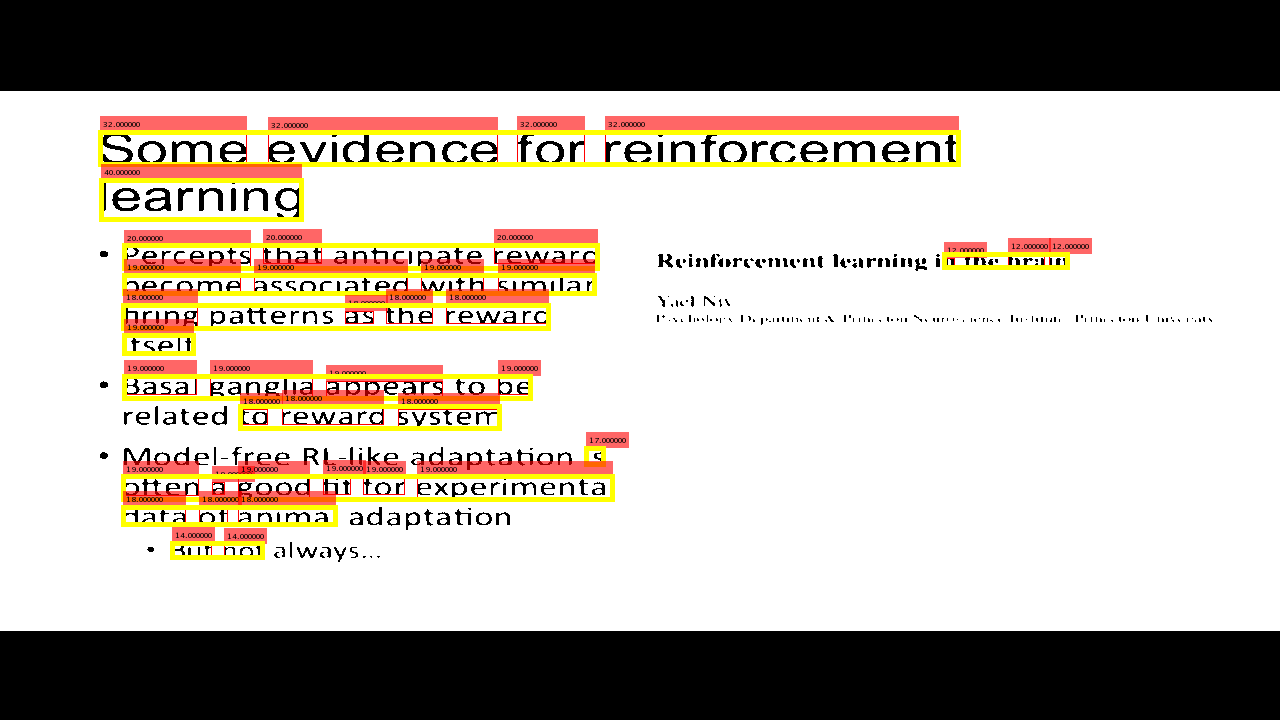 Some evidence for reinforcement
learning
• Percepts that anticipate reward
become associated with similar
firing patterns as the reward
itself
• Basal ganglia appears to be
related to reward system
• Model-free RL-like adaptation is
often a good fit for experimental
data of animal adaptation
• But not always...
Reinforcement learning in the brain
Yael Niv
Psychology Department & Princeton Neuroscience Institute, Princeton University
32.000000 32.000000 32.000000 32.000000
40.000000
20.000000 20.000000 20.000000
19.000000 19.000000 19.000000 19.000000
18.000000 18.000000 18.000000
19.000000
19.000000 19.000000 19.000000 19.000000
18.000000 18.000000 18.000000
17.000000
19.000000 19.000000 19.000000 19.000000 19.000000
18.000000 18.000000 18.000000
14.000000 14.000000
12.000000 12.000000 12.000000